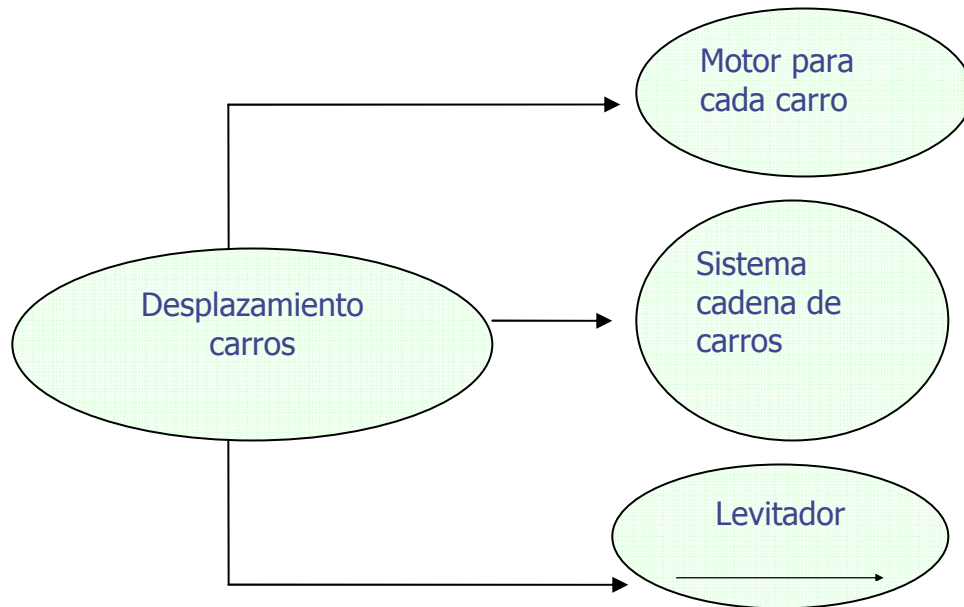 Motor para
cada carro
Desplazamiento
carros
Sistema
cadena de
carros
Levitador